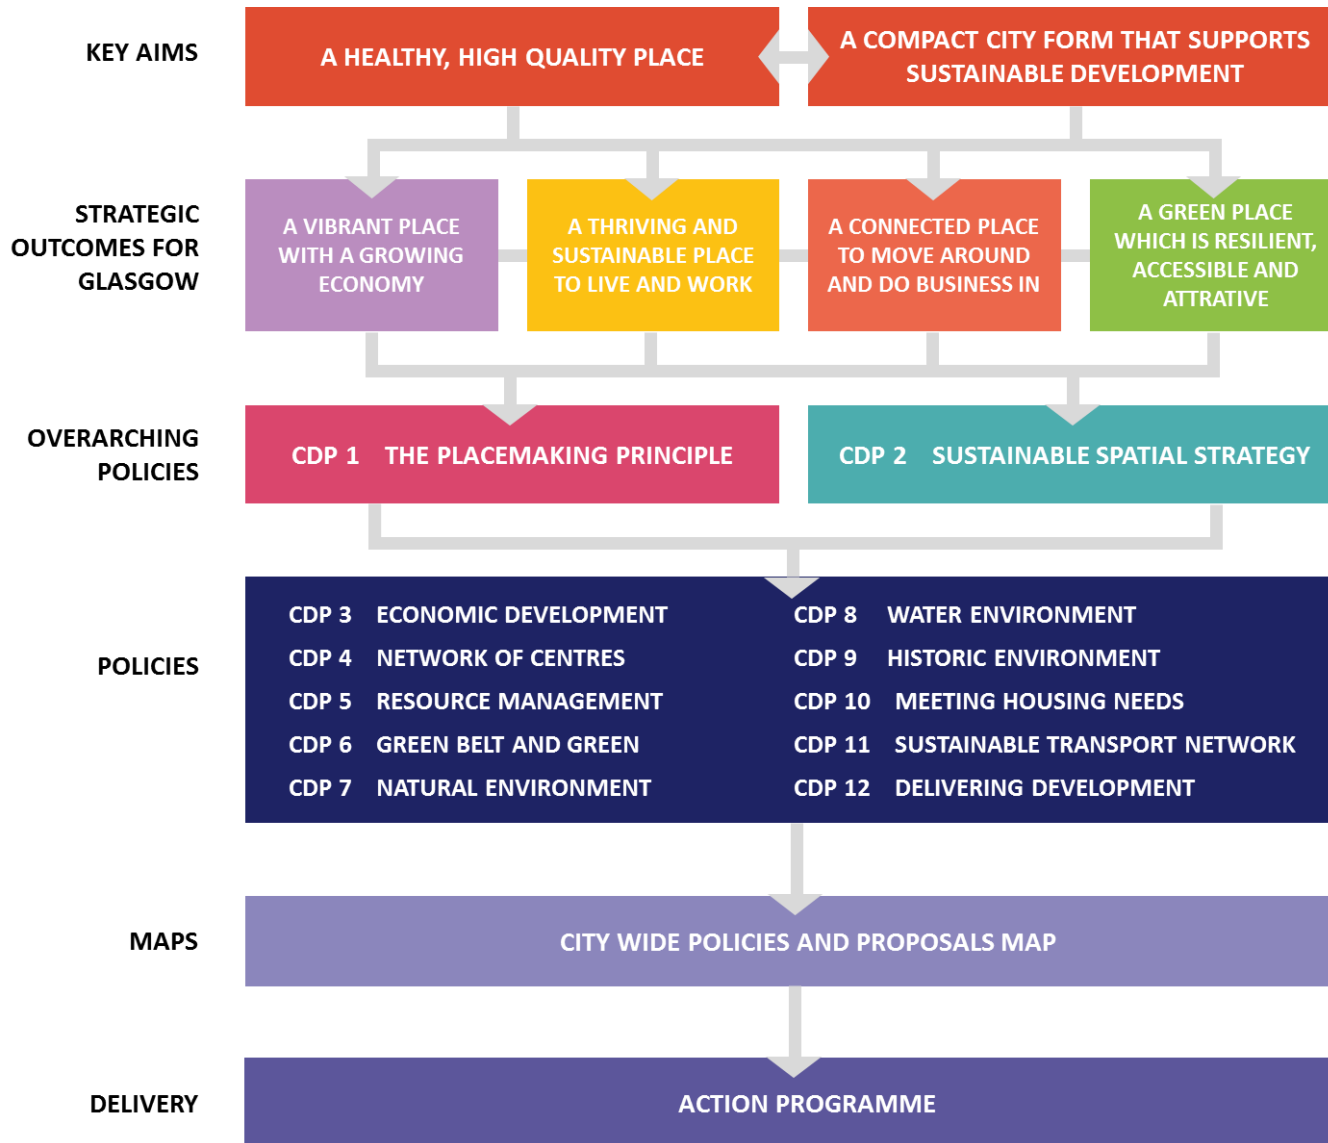 KEY AIMS
A HEALTHY, HIGH QUALITY PLACE
A COMPACT CITY FORM THAT SUPPORTS
SUSTAINABLE DEVELOPMENT
STRATEGIC
OUTCOMES FOR
GLASGOW
A VIBRANT PLACE
WITH A GROWING
ECONOMY
A THRIVING AND
SUSTAINABLE PLACE
TO LIVE AND WORK
A CONNECTED PLACE
TO MOVE AROUND
AND DO BUSINESS IN
A GREEN PLACE
WHICH IS RESILIENT,
ACCESSIBLE AND
ATTRATIVE
OVERARCHING
POLICIES
CDP 1 THE PLACEMAKING PRINCIPLE
CDP 2 SUSTAINABLE SPATIAL STRATEGY
POLICIES
CDP 3 ECONOMIC DEVELOPMENT
CDP 4 NETWORK OF CENTRES
CDP 5 RESOURCE MANAGEMENT
CDP 6 GREEN BELT AND GREEN
CDP 7 NATURAL ENVIRONMENT
CDP 8 WATER ENVIRONMENT
CDP 9 HISTORIC ENVIRONMENT
CDP 10 MEETING HOUSING NEEDS
CDP 11 SUSTAINABLE TRANSPORT NETWORK
CDP 12 DELIVERING DEVELOPMENT
MAPS
CITY WIDE POLICIES AND PROPOSALS MAP
DELIVERY
ACTION PROGRAMME